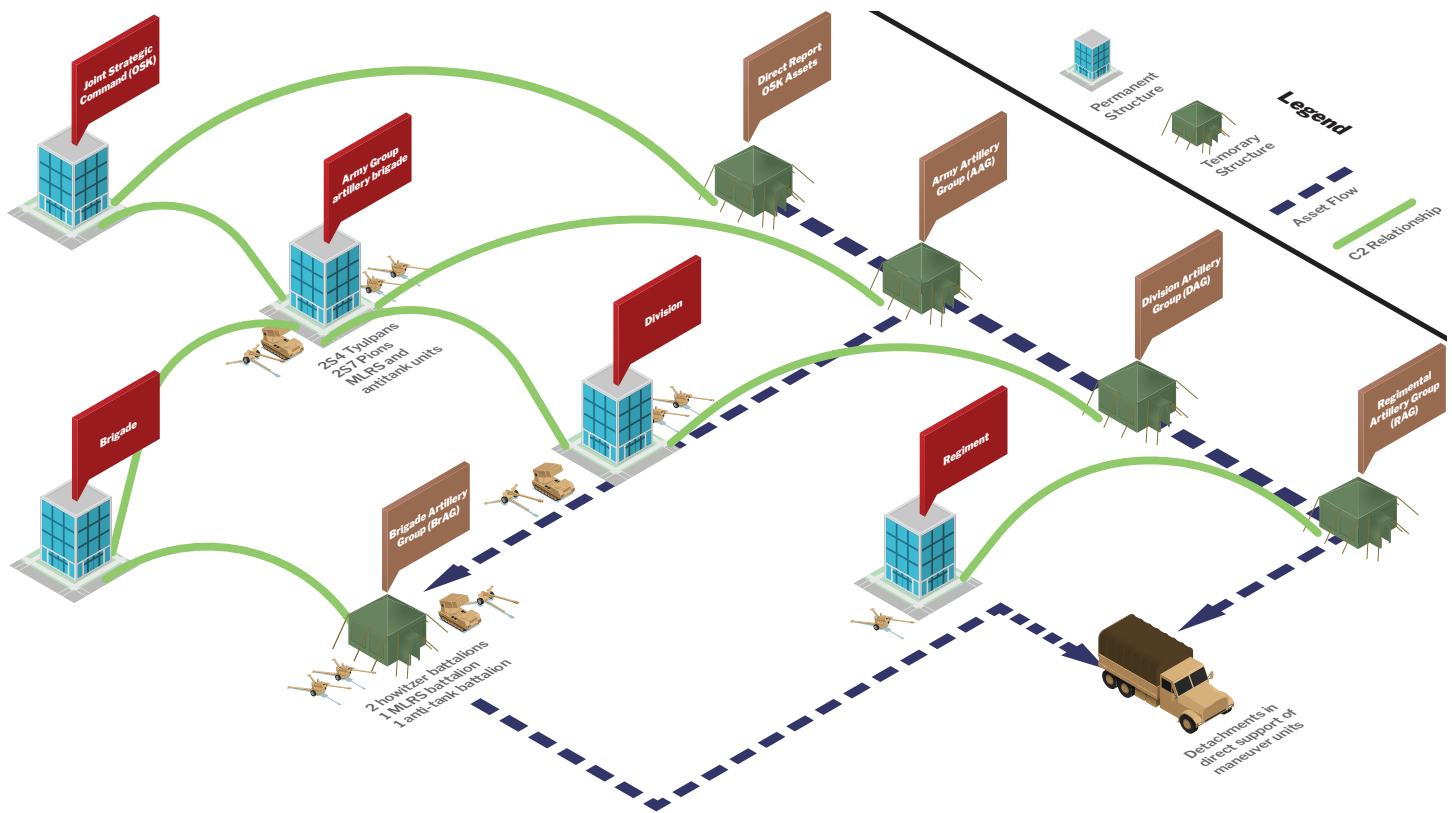 Joint Strategic
Command (OSK)
Direct Report
OSK Assets
Permanent
Structure
Legend
Temorary
Structure
Asset Flow
C2 Relationship
Army Group
artillery brigade
Army Artillery
Group (AAG)
2S4 Tyulpans
2S7 Pions
MLRS and
antitank units
Division
Division Artillery
Group (DAG)
Brigade
Regiment
Regimental
Artillery Group
(RAG)
Brigade Artillery
Group (BrAG)
2 howitzer battalions
1 MLRS battalion
1 anti-tank battalion
Detachments in
direct support of
maneuver units